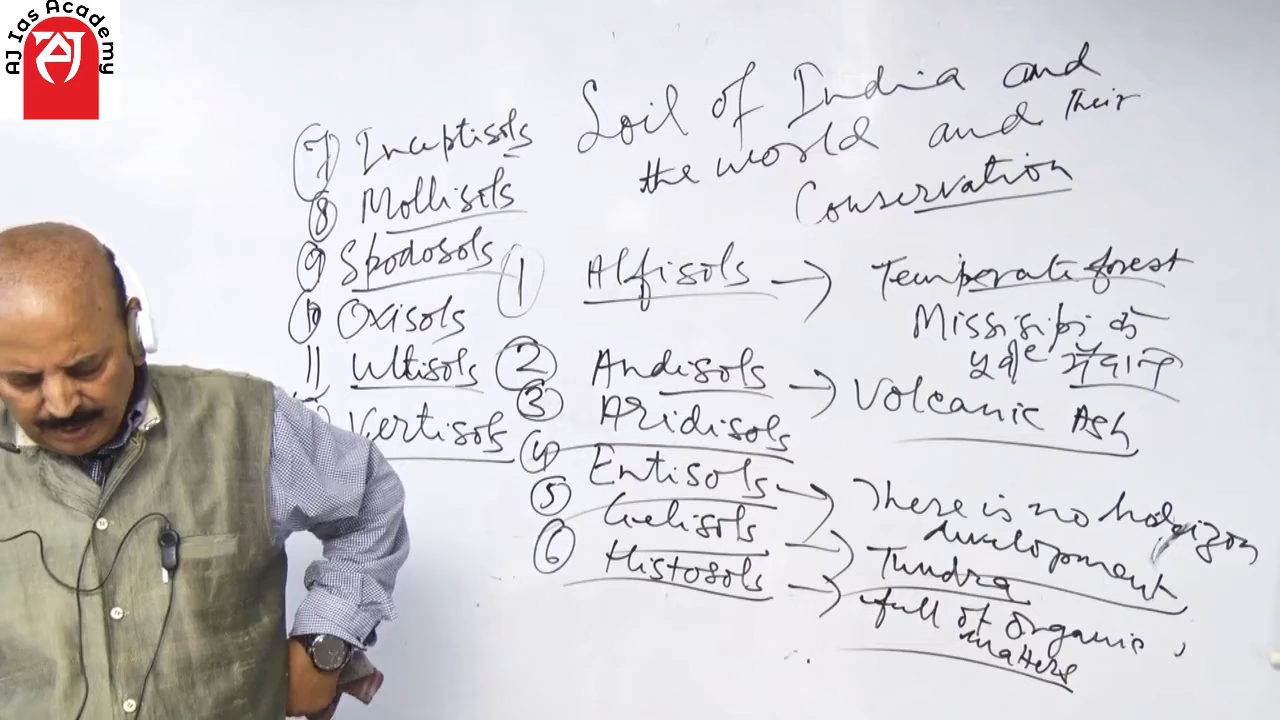 AJ Ias Academy
AJ
Soil of India and
the world and Their
Conservation
① Alfisols → Temperate forest
Mississipi के
पूर्वी मैदान
② Andisols → Volcanic Ash
③ Aridisols
④ Entisols → There is no horizon
development
⑤ Gelisols → Tundra
⑥ Histosols → full of organic
matters
⑦ Inceptisols
⑧ Mollisols
⑨ Spodosols
⑩ Oxisols
11 Ultisols
Vertisols